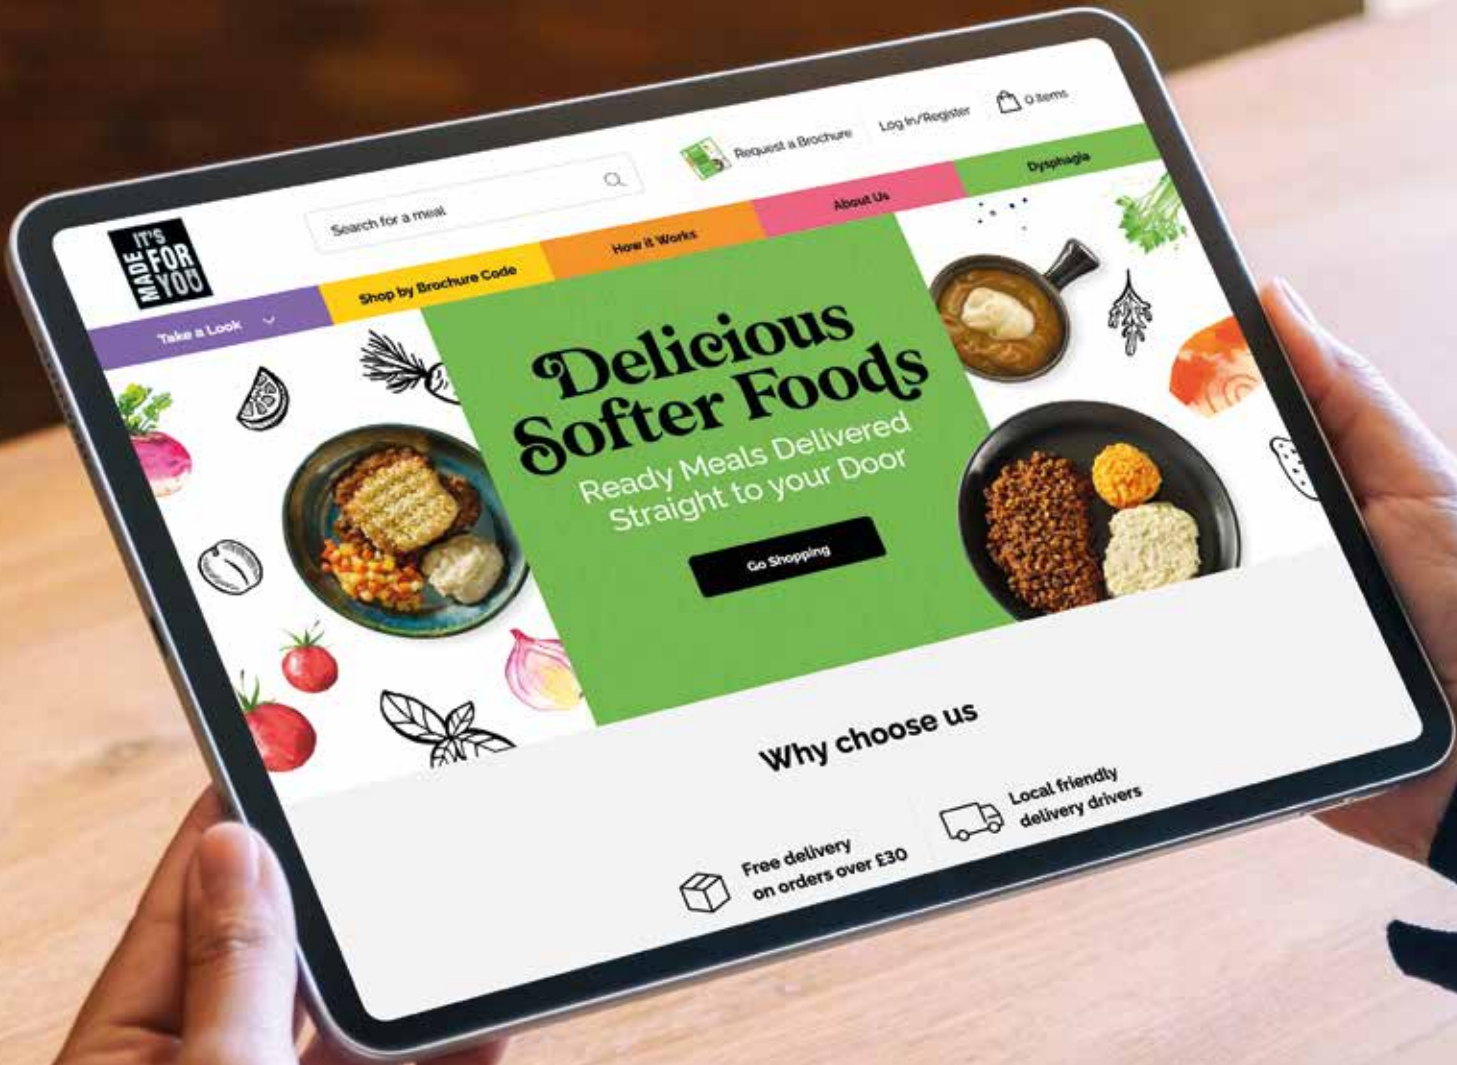 IT'S
MADE
FOR
YOU
Search for a meal
Request a Brochure
Log In/Register
0 items
Take a Look
Shop by Brochure Code
How it Works
About Us
Dysphagia
Delicious
Softer Foods
Ready Meals Delivered
Straight to your Door
Go Shopping
Why choose us
Free delivery
on orders over £30
Local friendly
delivery drivers